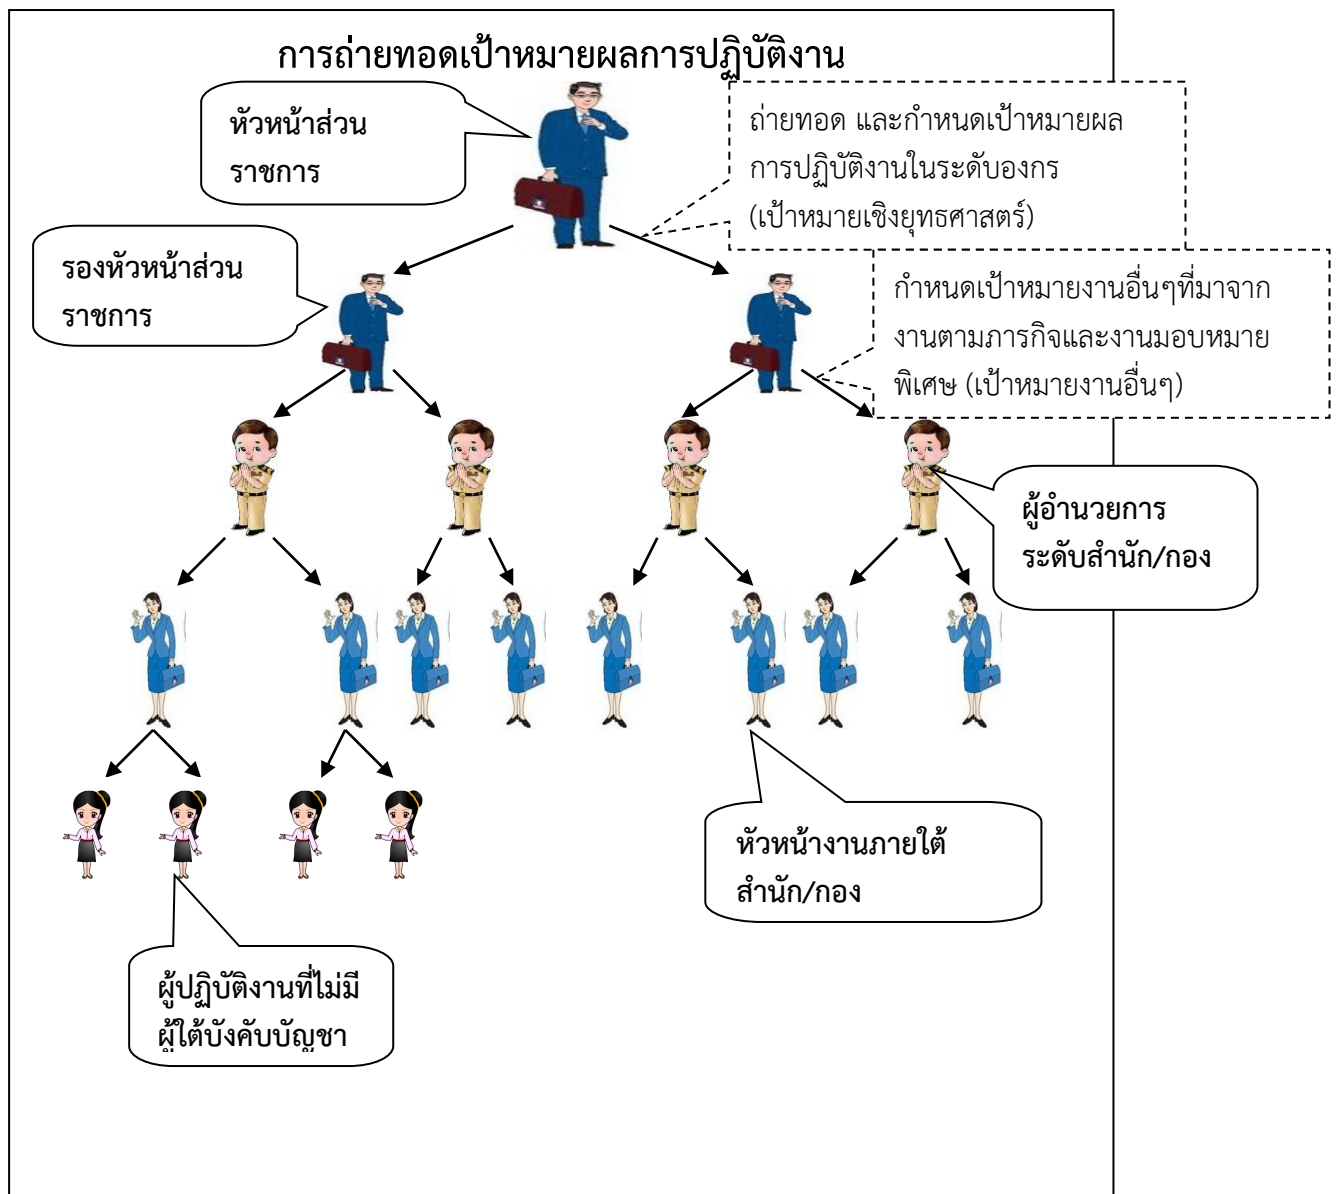 การถ่ายทอดเป้าหมายผลการปฏิบัติงาน
หัวหน้าส่วน
ราชการ
ถ่ายทอด และกำหนดเป้าหมายผล
การปฏิบัติงานในระดับองกร
(เป้าหมายเชิงยุทธศาสตร์)
รองหัวหน้าส่วน
ราชการ
กำหนดเป้าหมายงานอื่นๆที่มาจาก
งานตามภารกิจและงานมอบหมาย
พิเศษ (เป้าหมายงานอื่นๆ)
ผู้อำนวยการ
ระดับสำนัก/กอง
หัวหน้างานภายใต้
สำนัก/กอง
ผู้ปฏิบัติงานที่ไม่มี
ผู้ใต้บังคับบัญชา